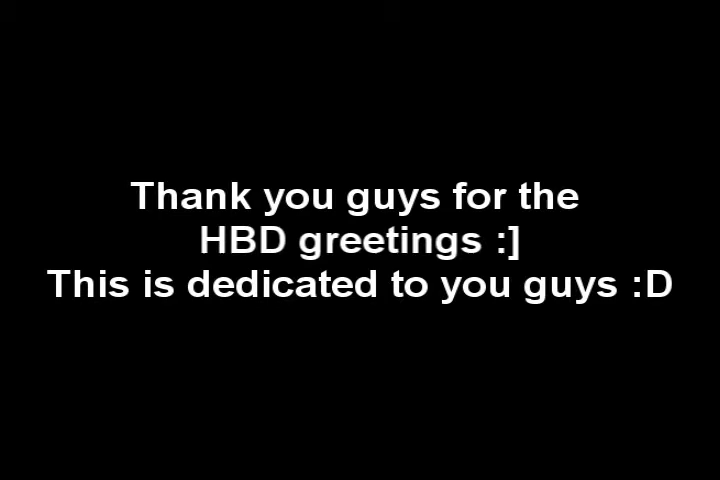 Thank you guys for the
HBD greetings :]
This is dedicated to you guys :D